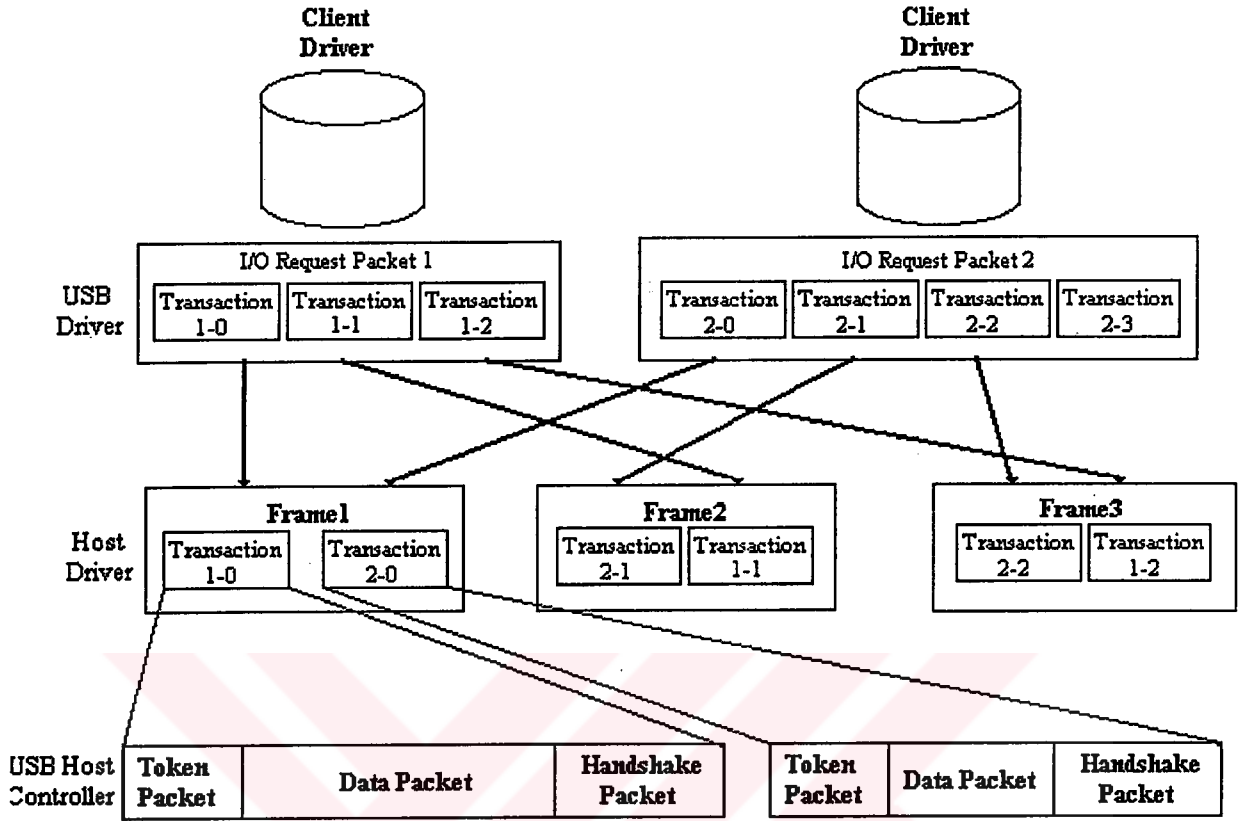 Client
Driver
Client
Driver
I/O Request Packet 1
I/O Request Packet 2
USB
Driver
Transaction
1-0
Transaction
1-1
Transaction
1-2
Transaction
2-0
Transaction
2-1
Transaction
2-2
Transaction
2-3
Frame1
Frame2
Frame3
Host
Driver
Transaction
1-0
Transaction
2-0
Transaction
2-1
Transaction
1-1
Transaction
2-2
Transaction
1-2
USB Host
Controller
Token
Packet
Data Packet
Handshake
Packet
Token
Packet
Data Packet
Handshake
Packet